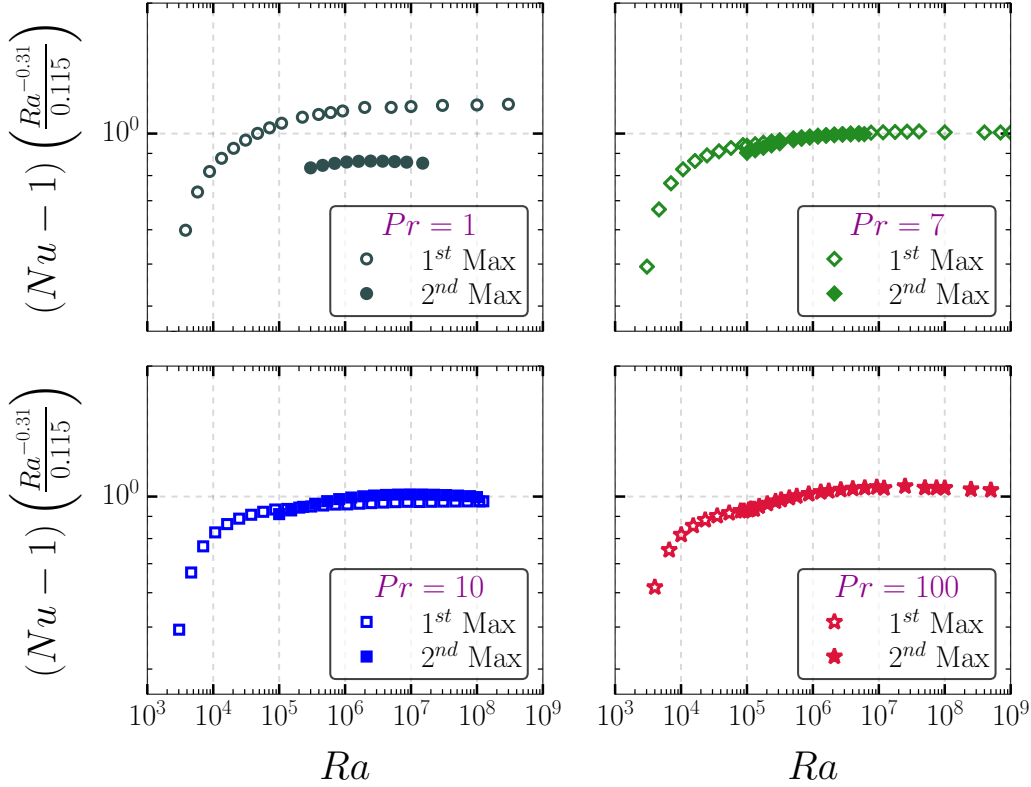 (Nu − 1) (Ra^−0.31 / 0.115)
10^0
Pr = 1
1^st Max
2^nd Max
10^0
Pr = 7
1^st Max
2^nd Max
(Nu − 1) (Ra^−0.31 / 0.115)
10^0
Pr = 10
1^st Max
2^nd Max
Pr = 100
1^st Max
2^nd Max
10^3 10^4 10^5 10^6 10^7 10^8 10^9
10^3 10^4 10^5 10^6 10^7 10^8 10^9
Ra
Ra